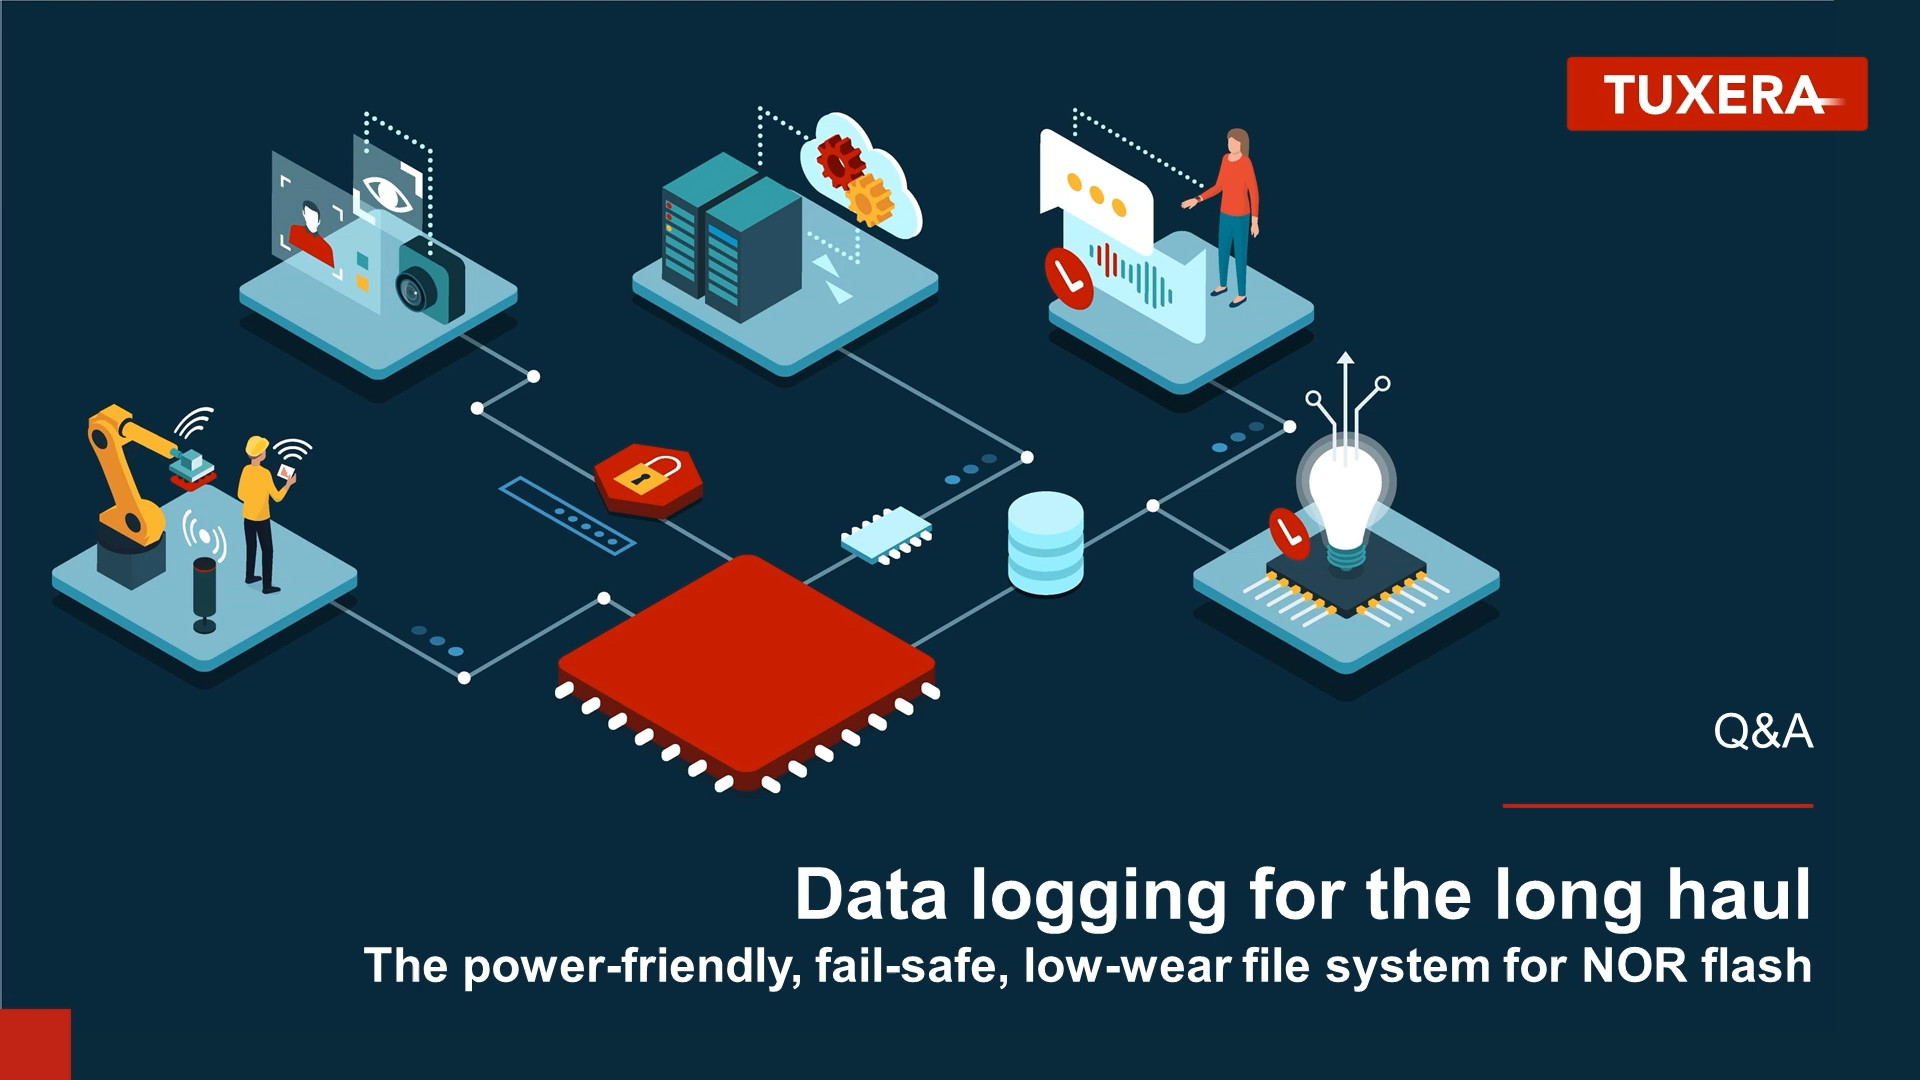 TUXERA
Q&A
Data logging for the long haul
The power-friendly, fail-safe, low-wear file system for NOR flash